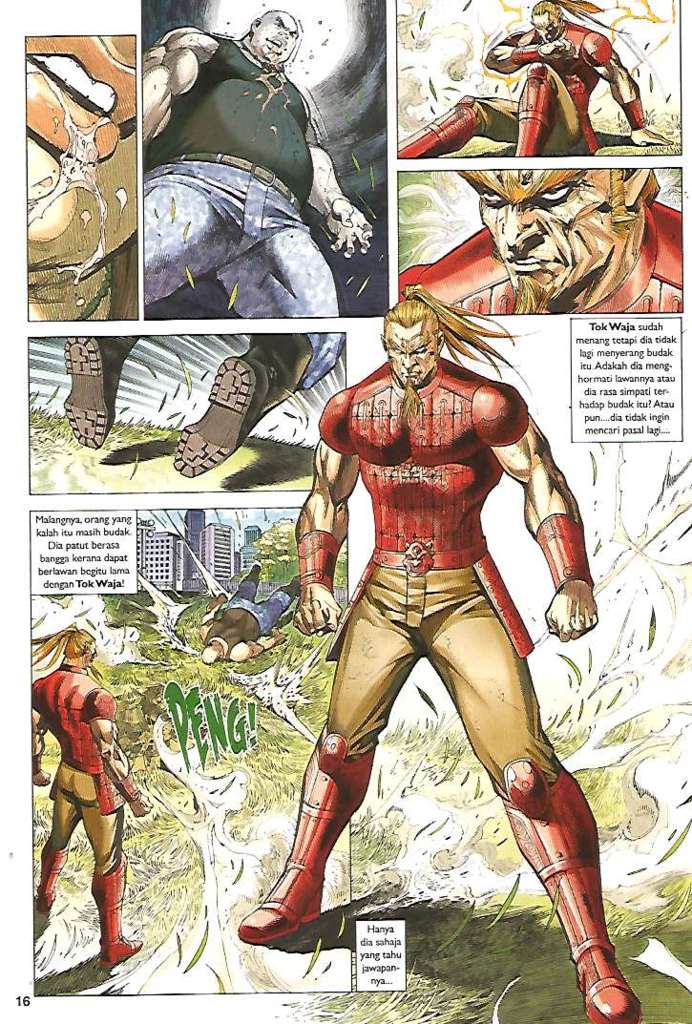 Tok Waja sudah
menang tetapi dia tidak
lagi menyerang budak
itu. Adakah dia meng-
hormati lawannya atau
dia rasa simpati ter-
hadap budak itu? Atau
pun....dia tidak ingin
mencari pasal lagi....
Malangnya, orang yang
kalah itu masih budak.
Dia patut berasa
bangga kerana dapat
berlawan begitu lama
dengan Tok Waja!
DENG!
Hanya
dia sahaja
yang tahu
jawapan-
nya...
16